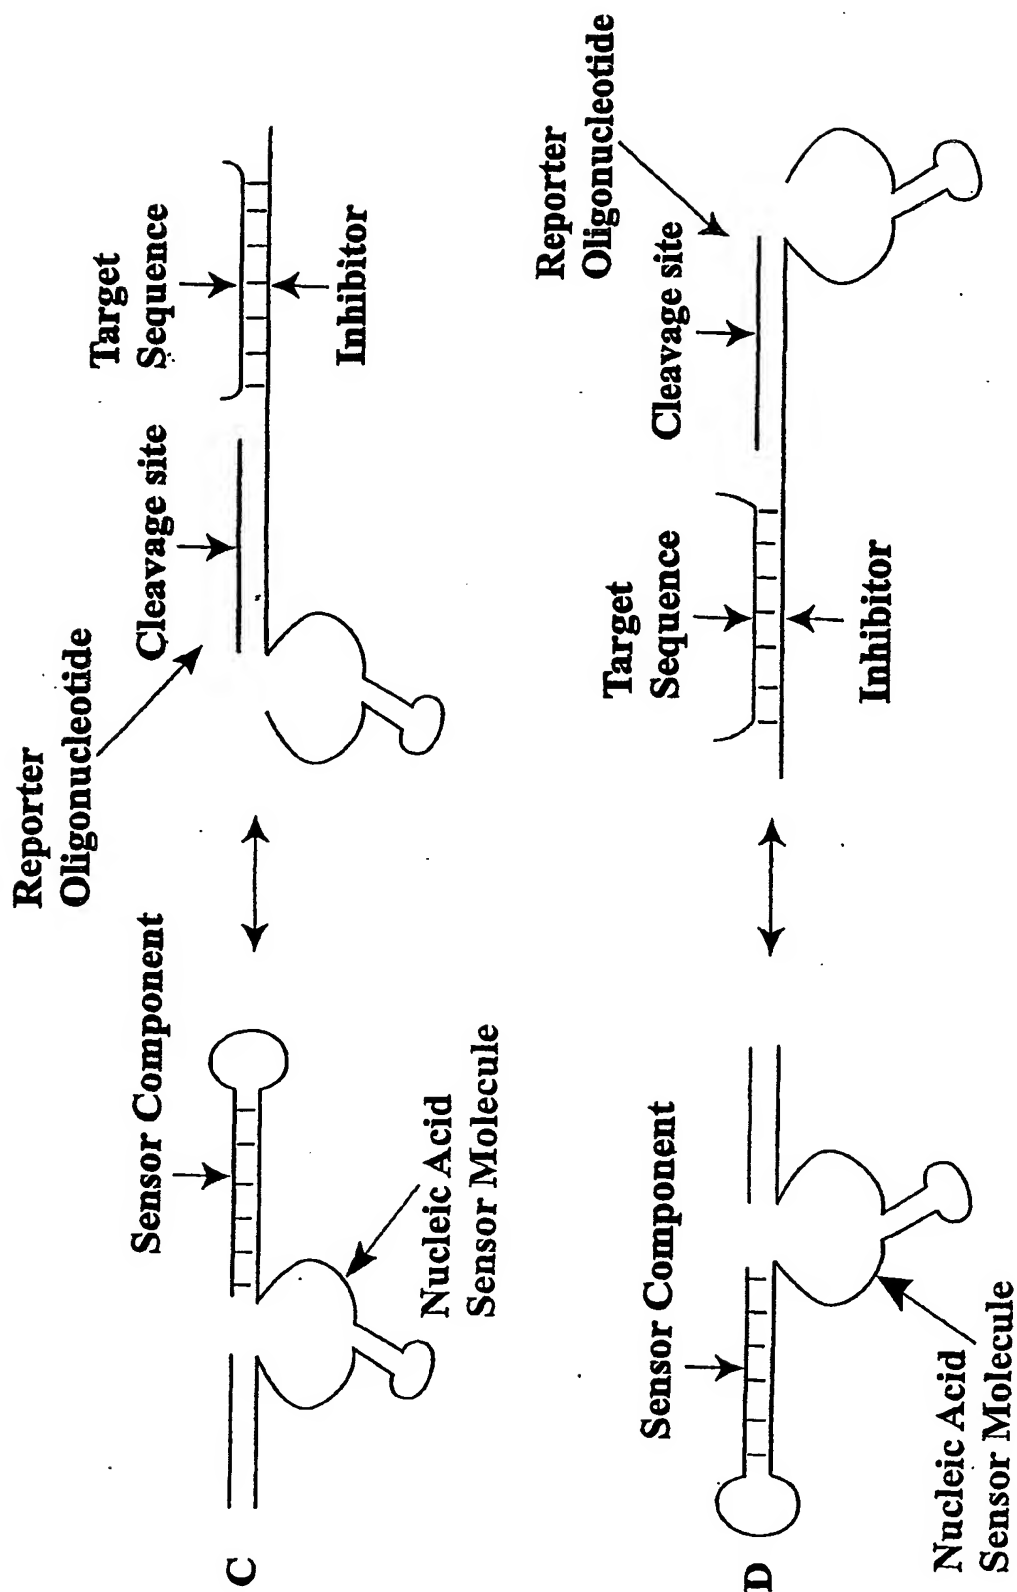 C
Sensor Component
Nucleic Acid
Sensor Molecule
Reporter
Oligonucleotide
Cleavage site
Target
Sequence
Inhibitor
D
Sensor Component
Nucleic Acid
Sensor Molecule
Target
Sequence
Inhibitor
Cleavage site
Reporter
Oligonucleotide